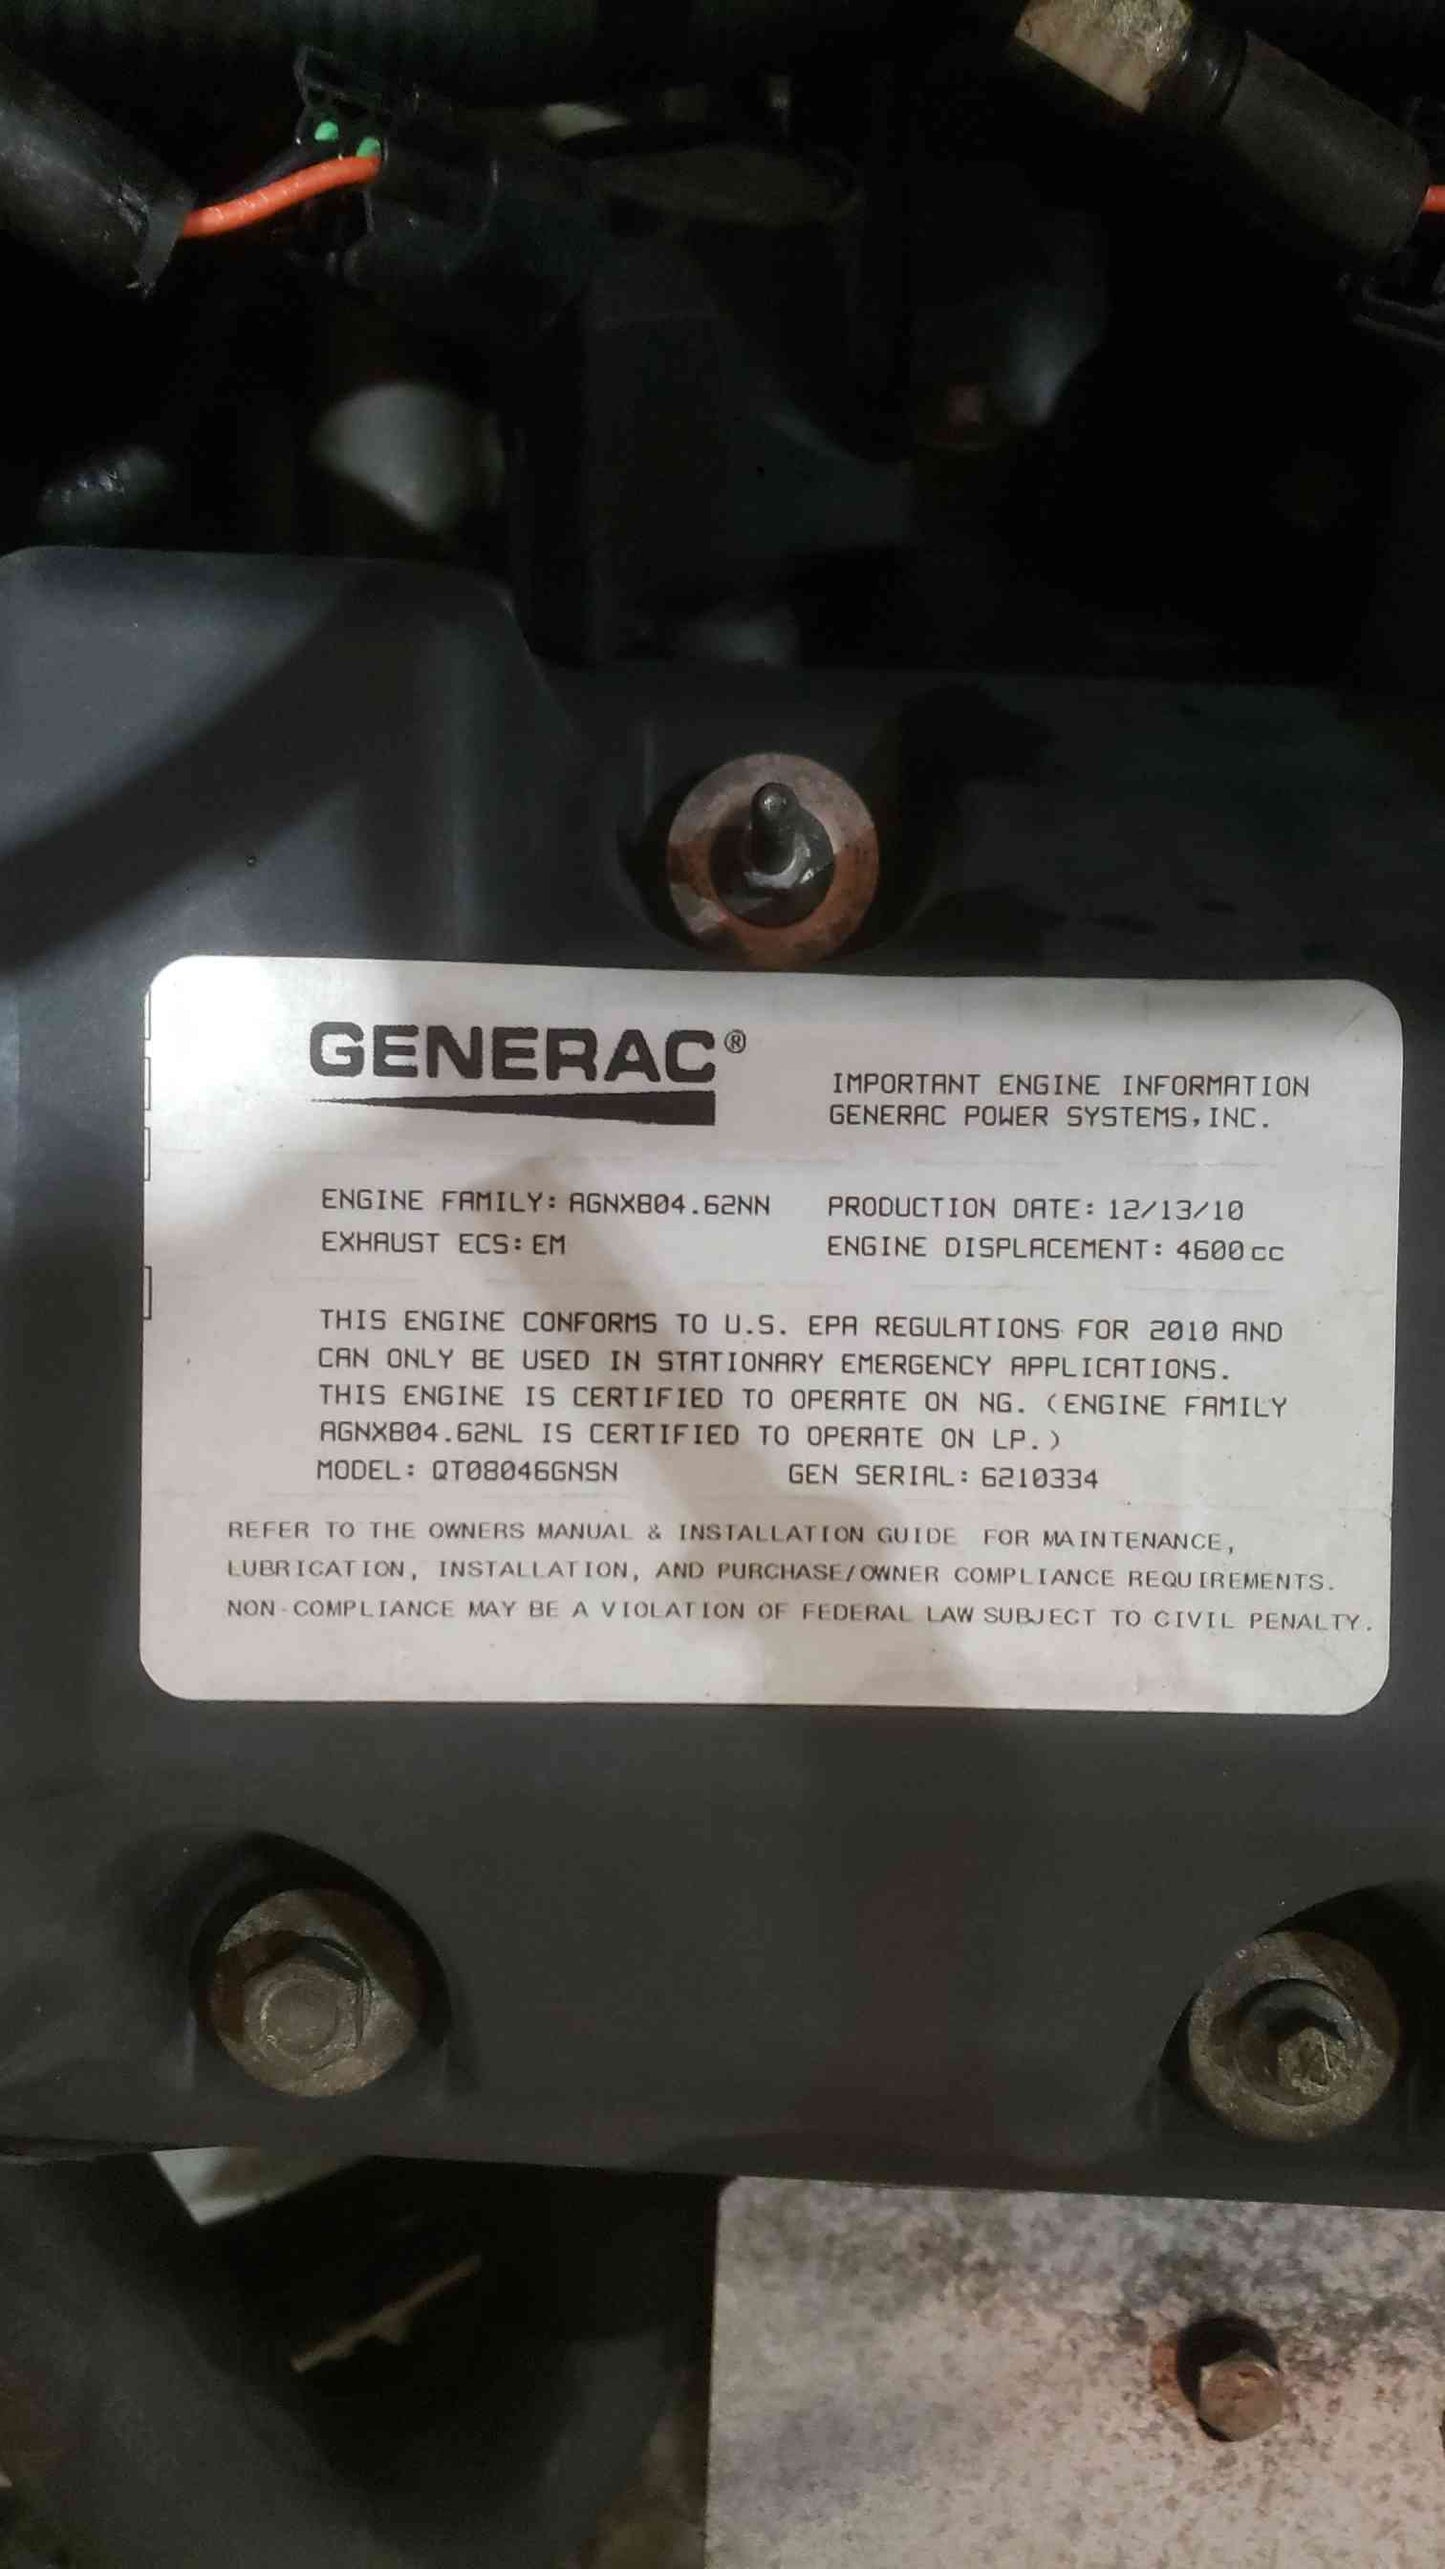 GENERAC®
IMPORTANT ENGINE INFORMATION
GENERAC POWER SYSTEMS, INC.
ENGINE FAMILY: AGNXB04.62NN PRODUCTION DATE: 12/13/10
EXHAUST ECS: EM ENGINE DISPLACEMENT: 4600cc
THIS ENGINE CONFORMS TO U.S. EPA REGULATIONS FOR 2010 AND
CAN ONLY BE USED IN STATIONARY EMERGENCY APPLICATIONS.
THIS ENGINE IS CERTIFIED TO OPERATE ON NG. (ENGINE FAMILY
AGNXB04.62NL IS CERTIFIED TO OPERATE ON LP.)
MODEL: QT08046GNSN GEN SERIAL: 6210334
REFER TO THE OWNERS MANUAL & INSTALLATION GUIDE FOR MAINTENANCE,
LUBRICATION, INSTALLATION, AND PURCHASE/OWNER COMPLIANCE REQUIREMENTS.
NON-COMPLIANCE MAY BE A VIOLATION OF FEDERAL LAW SUBJECT TO CIVIL PENALTY.